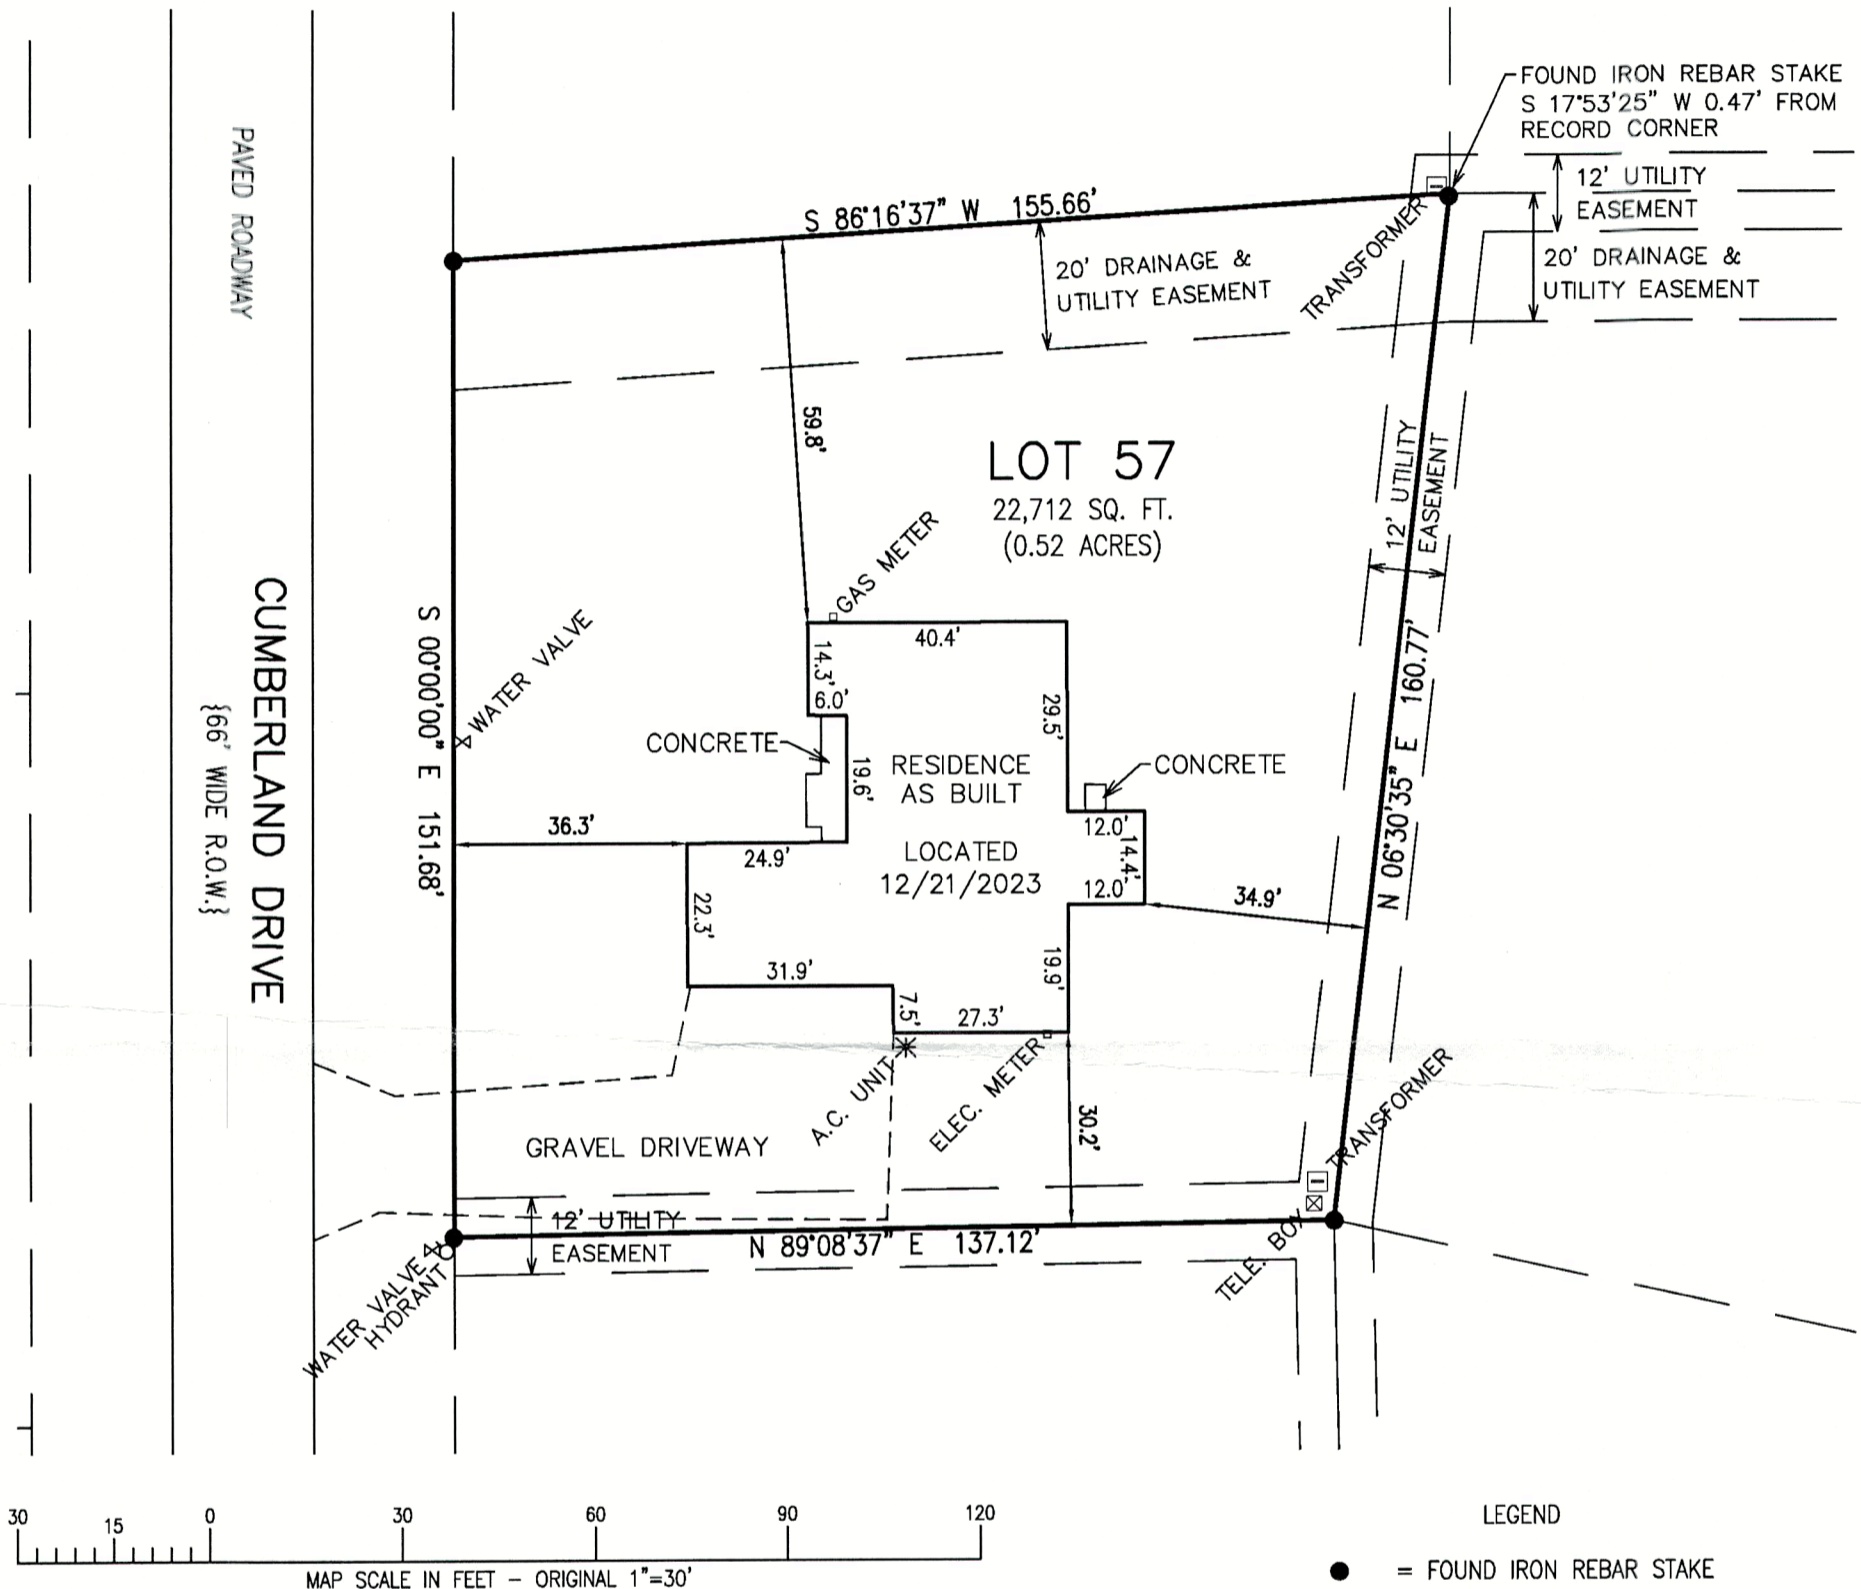 FOUND IRON REBAR STAKE
S 17°53'25" W 0.47' FROM
RECORD CORNER
12' UTILITY
EASEMENT
20' DRAINAGE &
UTILITY EASEMENT
S 86°16'37" W 155.66'
20' DRAINAGE &
UTILITY EASEMENT
TRANSFORMER
PAVED ROADWAY
59.8'
LOT 57
22,712 SQ. FT.
(0.52 ACRES)
12' UTILITY
EASEMENT
GAS METER
WATER VALVE
CUMBERLAND DRIVE
{66' WIDE R.O.W.}
S 00°00'00" E 151.68'
N 06°30'35" E 160.77'
40.4'
14.3'
6.0'
29.5'
CONCRETE
19.6'
RESIDENCE
AS BUILT
CONCRETE
36.3'
24.9'
LOCATED
12/21/2023
12.0'
14.4'
12.0'
34.9'
22.3'
31.9'
7.5'
27.3'
19.9'
A.C. UNIT
ELEC. METER
30.2'
TRANSFORMER
GRAVEL DRIVEWAY
12' UTILITY
EASEMENT
N 89°08'37" E 137.12'
TELE. BOX
WATER VALVE
HYDRANT
30 15 0 30 60 90 120
MAP SCALE IN FEET – ORIGINAL 1"=30'
LEGEND
= FOUND IRON REBAR STAKE